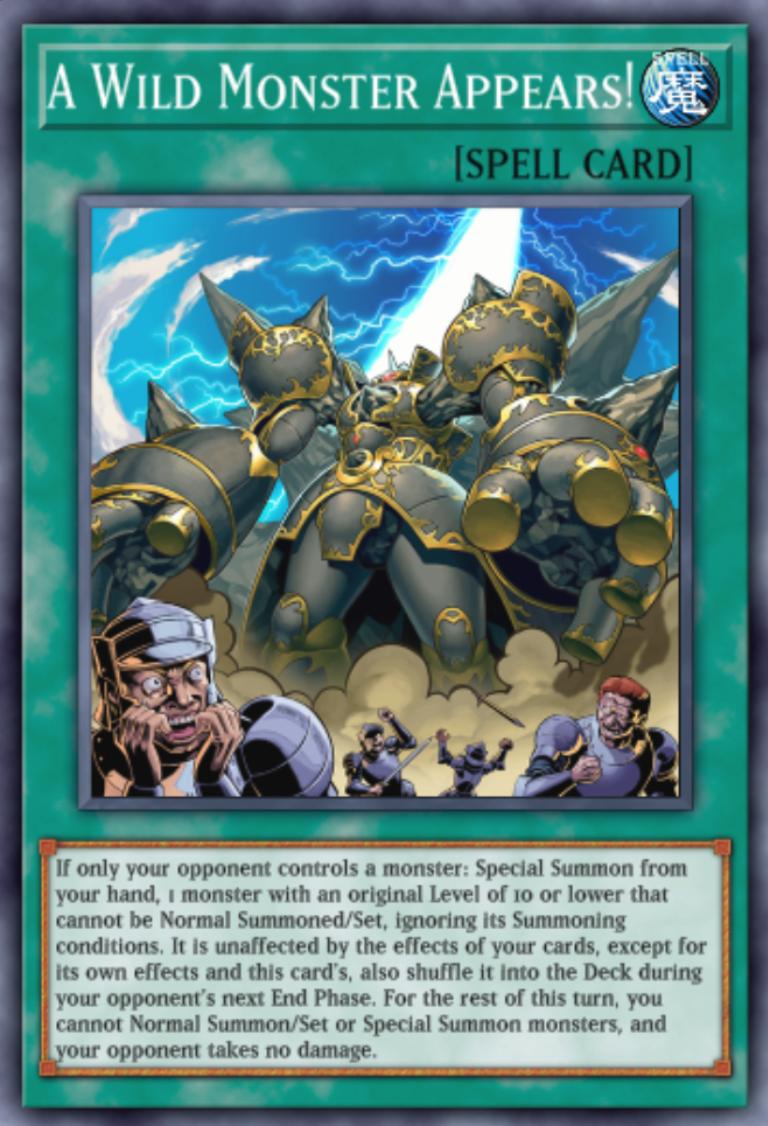 A Wild Monster Appears!
SPELL
魔
[SPELL CARD]
If only your opponent controls a monster: Special Summon from
your hand, 1 monster with an original Level of 10 or lower that
cannot be Normal Summoned/Set, ignoring its Summoning
conditions. It is unaffected by the effects of your cards, except for
its own effects and this card's, also shuffle it into the Deck during
your opponent's next End Phase. For the rest of this turn, you
cannot Normal Summon/Set or Special Summon monsters, and
your opponent takes no damage.